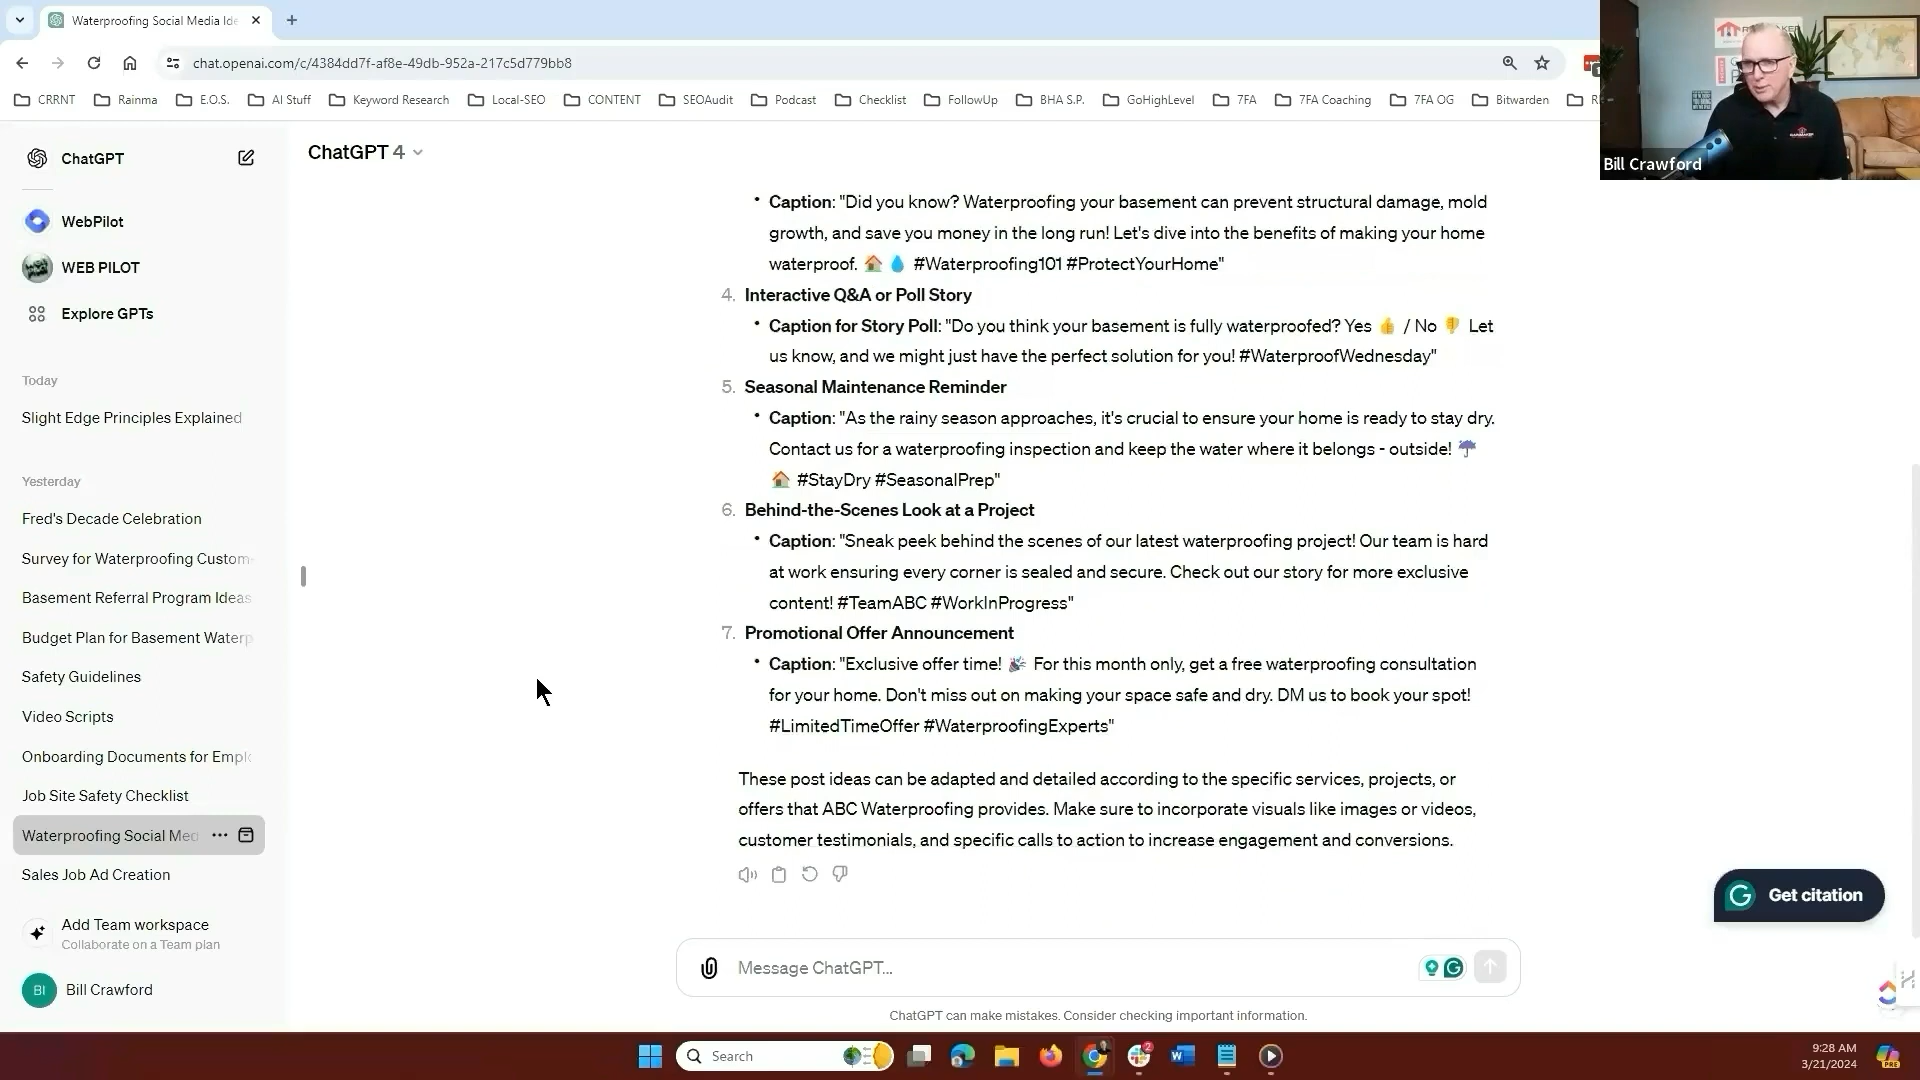 Waterproofing Social Media Ide
chat.openai.com/c/4384dd7f-af8e-49db-952a-217c5d779bb8
CRRNT Rainma E.O.S. AI Stuff Keyword Research Local-SEO CONTENT SEOAudit Podcast Checklist FollowUp BHA S.P. GoHighLevel 7FA 7FA Coaching 7FA OG Bitwarden
Bill Crawford
ChatGPT
ChatGPT 4
WebPilot
WEB PILOT
Explore GPTs
Today
Slight Edge Principles Explained
Yesterday
Fred's Decade Celebration
Survey for Waterproofing Custom
Basement Referral Program Ideas
Budget Plan for Basement Waterp
Safety Guidelines
Video Scripts
Onboarding Documents for Emplo
Job Site Safety Checklist
Waterproofing Social Med
Sales Job Ad Creation
Add Team workspace
Collaborate on a Team plan
BI Bill Crawford
• Caption: "Did you know? Waterproofing your basement can prevent structural damage, mold
growth, and save you money in the long run! Let's dive into the benefits of making your home
waterproof. 🏠 💧 #Waterproofing101 #ProtectYourHome"
4. Interactive Q&A or Poll Story
• Caption for Story Poll: "Do you think your basement is fully waterproofed? Yes 👍 / No 👎 Let
us know, and we might just have the perfect solution for you! #WaterproofWednesday"
5. Seasonal Maintenance Reminder
• Caption: "As the rainy season approaches, it's crucial to ensure your home is ready to stay dry.
Contact us for a waterproofing inspection and keep the water where it belongs - outside! ☂️
🏠 #StayDry #SeasonalPrep"
6. Behind-the-Scenes Look at a Project
• Caption: "Sneak peek behind the scenes of our latest waterproofing project! Our team is hard
at work ensuring every corner is sealed and secure. Check out our story for more exclusive
content! #TeamABC #WorkInProgress"
7. Promotional Offer Announcement
• Caption: "Exclusive offer time! 🎉 For this month only, get a free waterproofing consultation
for your home. Don't miss out on making your space safe and dry. DM us to book your spot!
#LimitedTimeOffer #WaterproofingExperts"
These post ideas can be adapted and detailed according to the specific services, projects, or
offers that ABC Waterproofing provides. Make sure to incorporate visuals like images or videos,
customer testimonials, and specific calls to action to increase engagement and conversions.
Get citation
Message ChatGPT...
ChatGPT can make mistakes. Consider checking important information.
Search
2
9:28 AM
3/21/2024
PRE